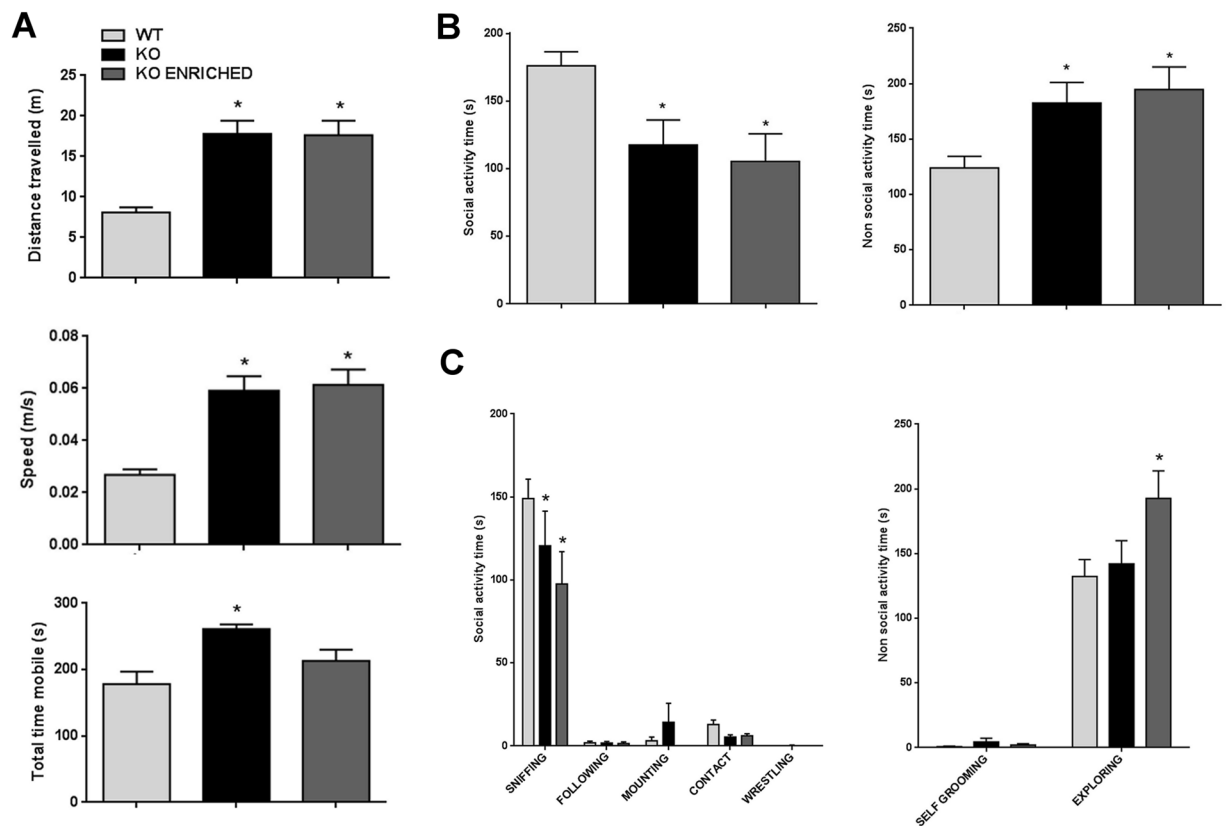 A
WT
KO
KO ENRICHED
Distance travelled (m)
25
20
15
10
5
0
*
*
Speed (m/s)
0.08
0.06
0.04
0.02
0.00
*
*
Total time mobile (s)
300
200
100
0
*
B
Social activity time (s)
200
150
100
50
0
*
*
Non social activity time (s)
250
200
150
100
50
0
*
*
C
Social activity time (s)
200
150
100
50
0
*
*
SNIFFING
FOLLOWING
MOUNTING
CONTACT
WRESTLING
Non social activity time (s)
250
200
150
100
50
0
*
SELF GROOMING
EXPLORING